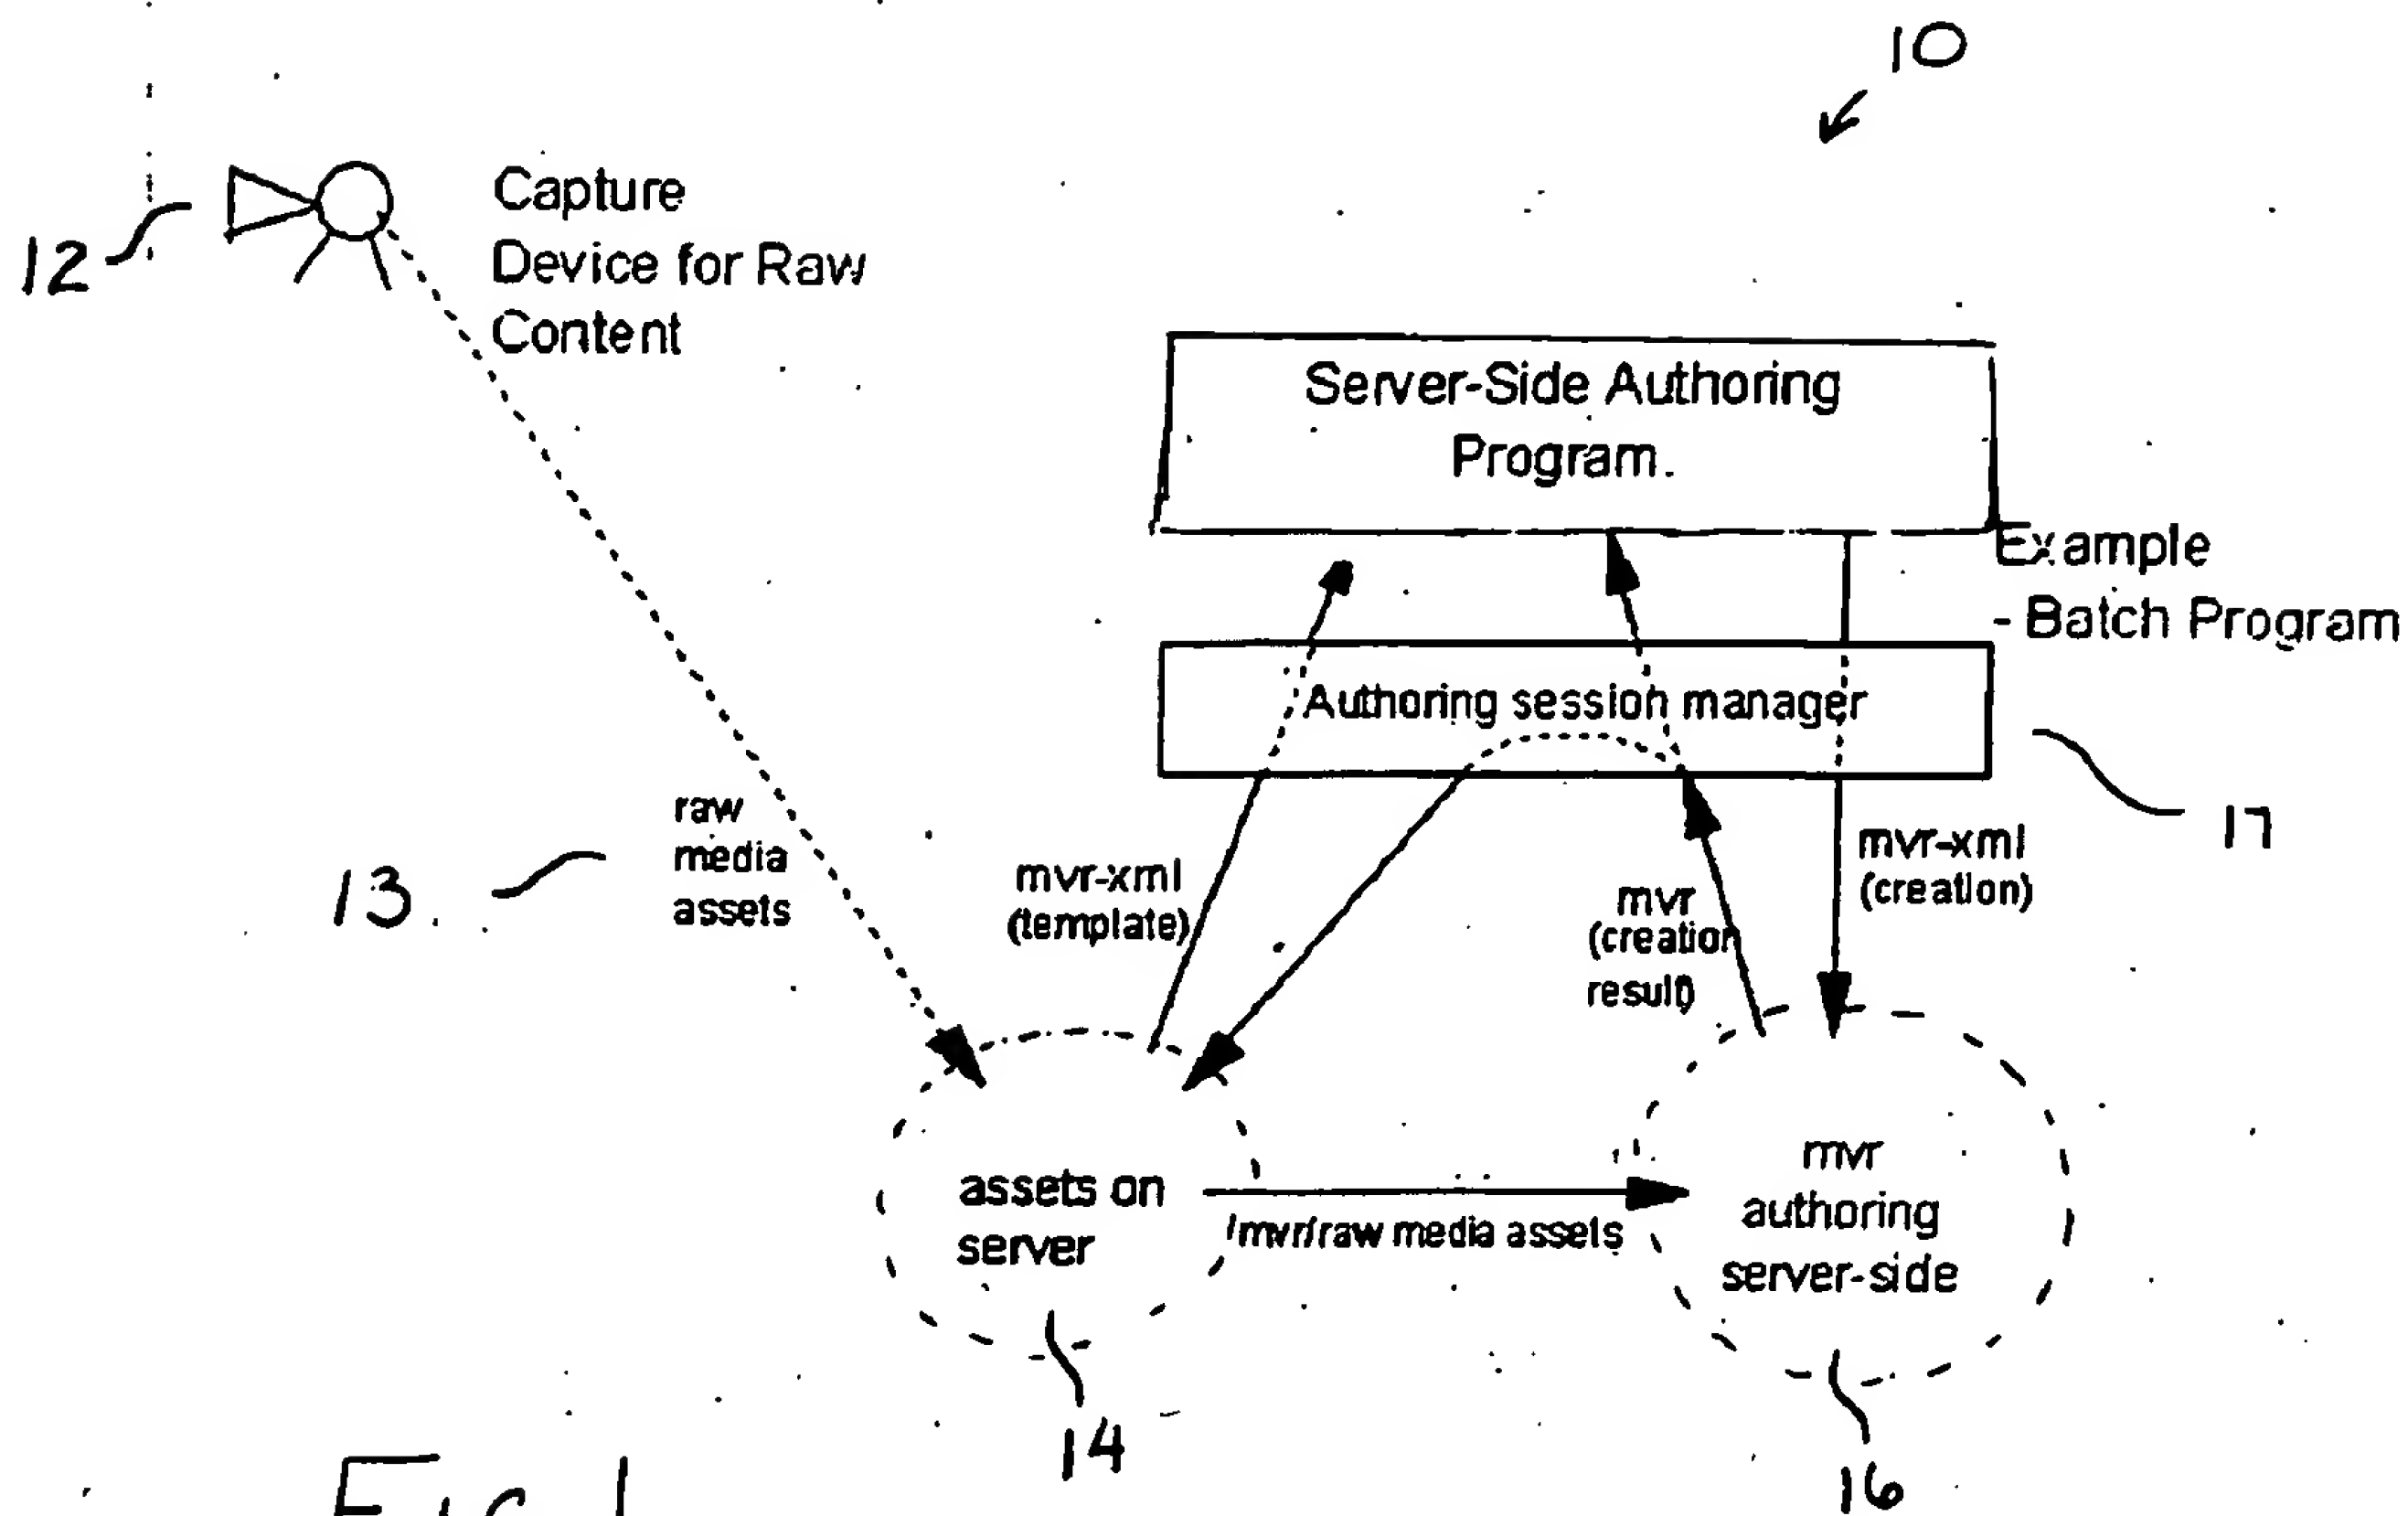 10
12
Capture
Device for Raw
Content
Server-Side Authoring
Program.
Example
- Batch Program
Authoring session manager
17
raw
media
assets
13.
mvr-xml
(template)
mvr
(creation
result)
mvr-xml
(creation)
assets on
server
/mvr/raw media assets
mvr
authoring
server-side
14
16
FIG 1